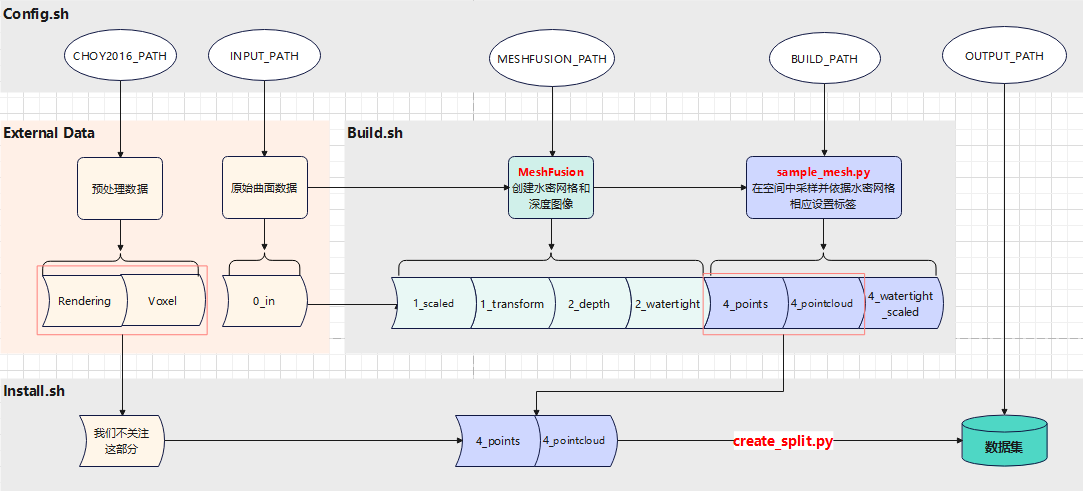 Config.sh
CHOY2016_PATH
INPUT_PATH
MESHFUSION_PATH
BUILD_PATH
OUTPUT_PATH
External Data
Build.sh
预处理数据
原始曲面数据
MeshFusion
创建水密网格和
深度图像
sample_mesh.py
在空间中采样并依据水密网格
相应设置标签
Rendering
Voxel
0_in
1_scaled
1_transform
2_depth
2_watertight
4_points
4_pointcloud
4_watertight
_scaled
Install.sh
我们不关注
这部分
4_points
4_pointcloud
create_split.py
数据集